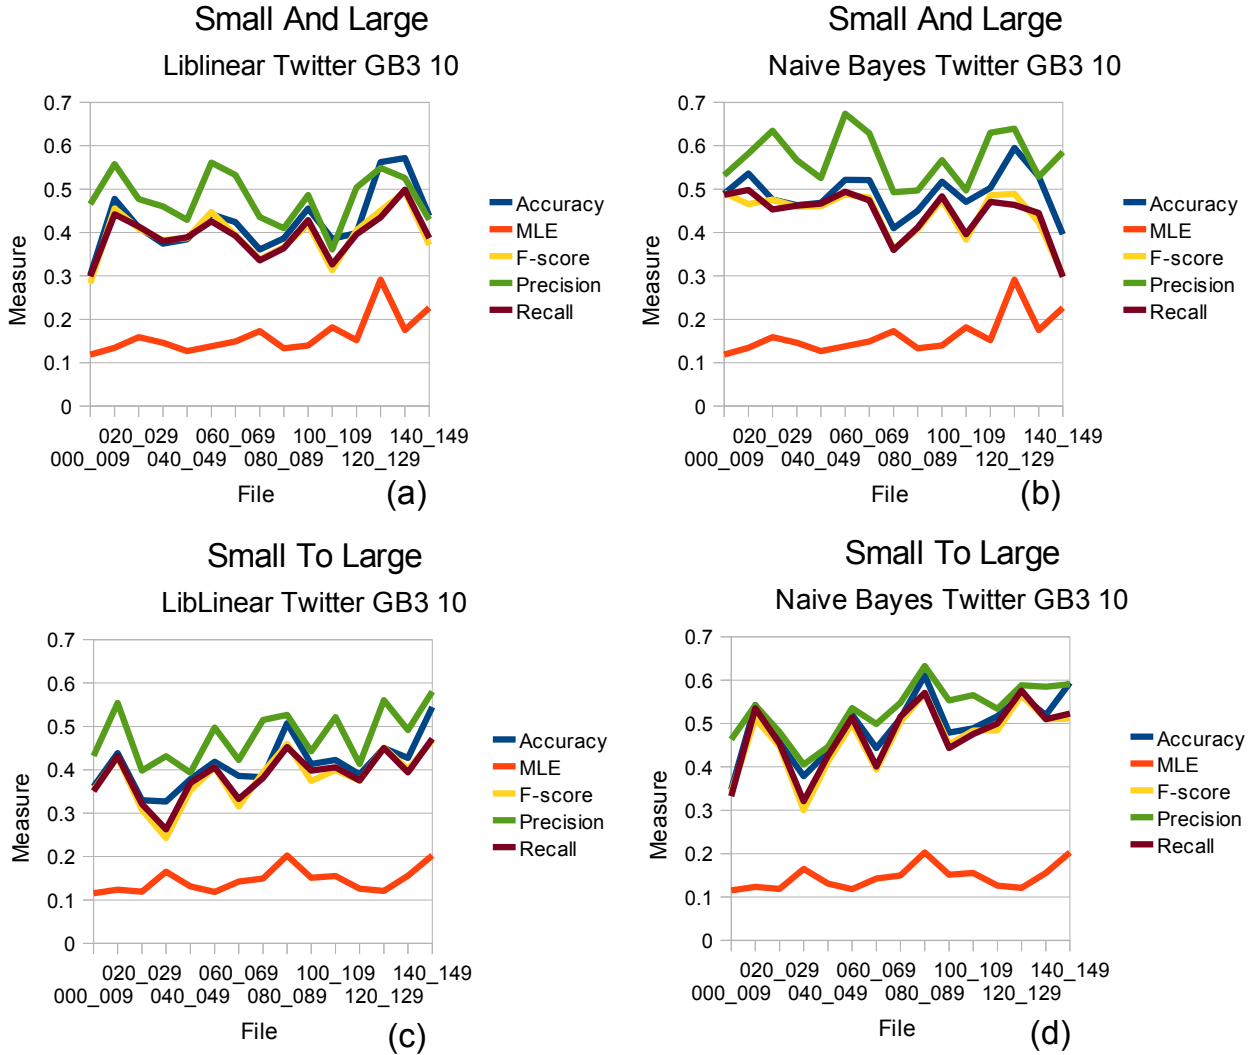 Small And Large
Liblinear Twitter GB3 10
0.7
0.6
0.5
0.4
0.3
0.2
0.1
0
Measure
Accuracy
MLE
F-score
Precision
Recall
020_029 060_069 100_109 140_149
000_009 040_049 080_089 120_129
File
(a)
Small And Large
Naive Bayes Twitter GB3 10
0.7
0.6
0.5
0.4
0.3
0.2
0.1
0
Measure
Accuracy
MLE
F-score
Precision
Recall
020_029 060_069 100_109 140_149
000_009 040_049 080_089 120_129
File
(b)
Small To Large
LibLinear Twitter GB3 10
0.7
0.6
0.5
0.4
0.3
0.2
0.1
0
Measure
Accuracy
MLE
F-score
Precision
Recall
020_029 060_069 100_109 140_149
000_009 040_049 080_089 120_129
File
(c)
Small To Large
Naive Bayes Twitter GB3 10
0.7
0.6
0.5
0.4
0.3
0.2
0.1
0
Measure
Accuracy
MLE
F-score
Precision
Recall
020_029 060_069 100_109 140_149
000_009 040_049 080_089 120_129
File
(d)